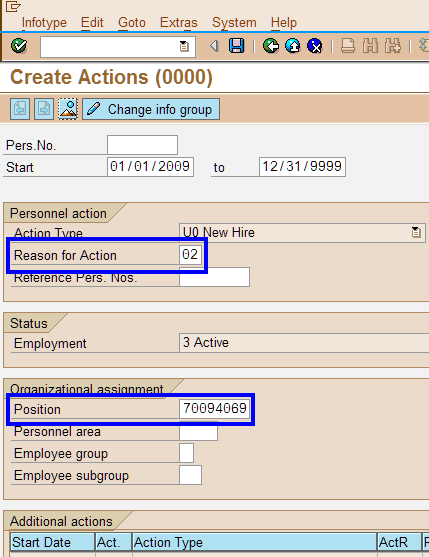 Infotype Edit Goto Extras System Help
Create Actions (0000)
Change info group
Pers.No.
Start 01/01/2009 to 12/31/9999
Personnel action
Action Type U0 New Hire
Reason for Action 02
Reference Pers. Nos.
Status
Employment 3 Active
Organizational assignment
Position 70094069
Personnel area
Employee group
Employee subgroup
Additional actions
Start Date Act. Action Type ActR